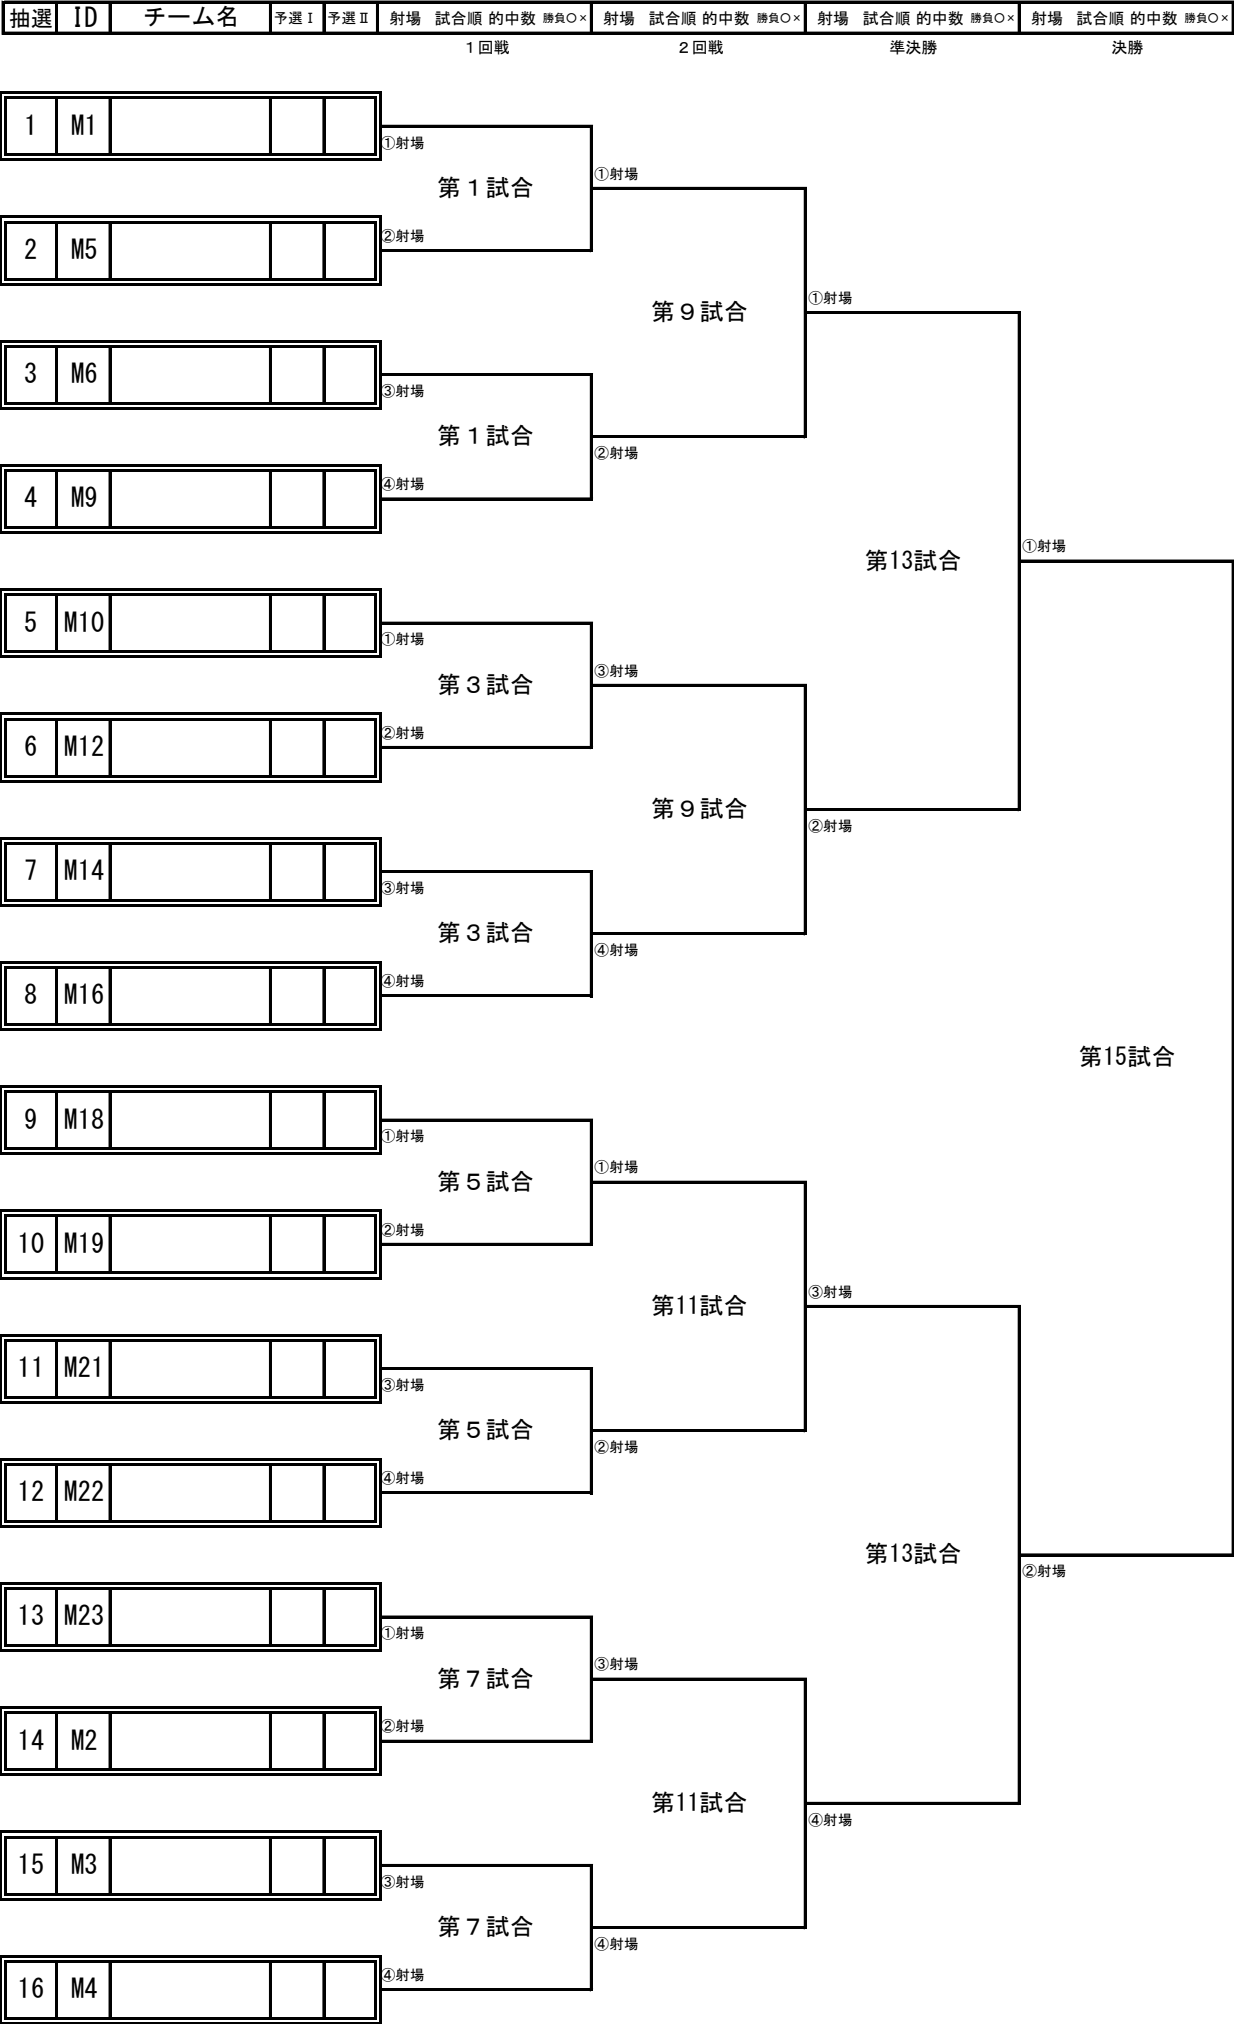 抽選 ID チーム名 予選Ⅰ 予選Ⅱ 射場 試合順 的中数 勝負○× 射場 試合順 的中数 勝負○× 射場 試合順 的中数 勝負○× 射場 試合順 的中数 勝負○×
1回戦 2回戦 準決勝 決勝
1 M1
①射場
第1試合
①射場
2 M5
②射場
第9試合
①射場
3 M6
③射場
第1試合
②射場
4 M9
④射場
第13試合
①射場
5 M10
①射場
第3試合
③射場
6 M12
②射場
第9試合
②射場
7 M14
③射場
第3試合
④射場
8 M16
④射場
第15試合
9 M18
①射場
第5試合
①射場
10 M19
②射場
第11試合
③射場
11 M21
③射場
第5試合
②射場
12 M22
④射場
第13試合
②射場
13 M23
①射場
第7試合
③射場
14 M2
②射場
第11試合
④射場
15 M3
③射場
第7試合
④射場
16 M4
④射場